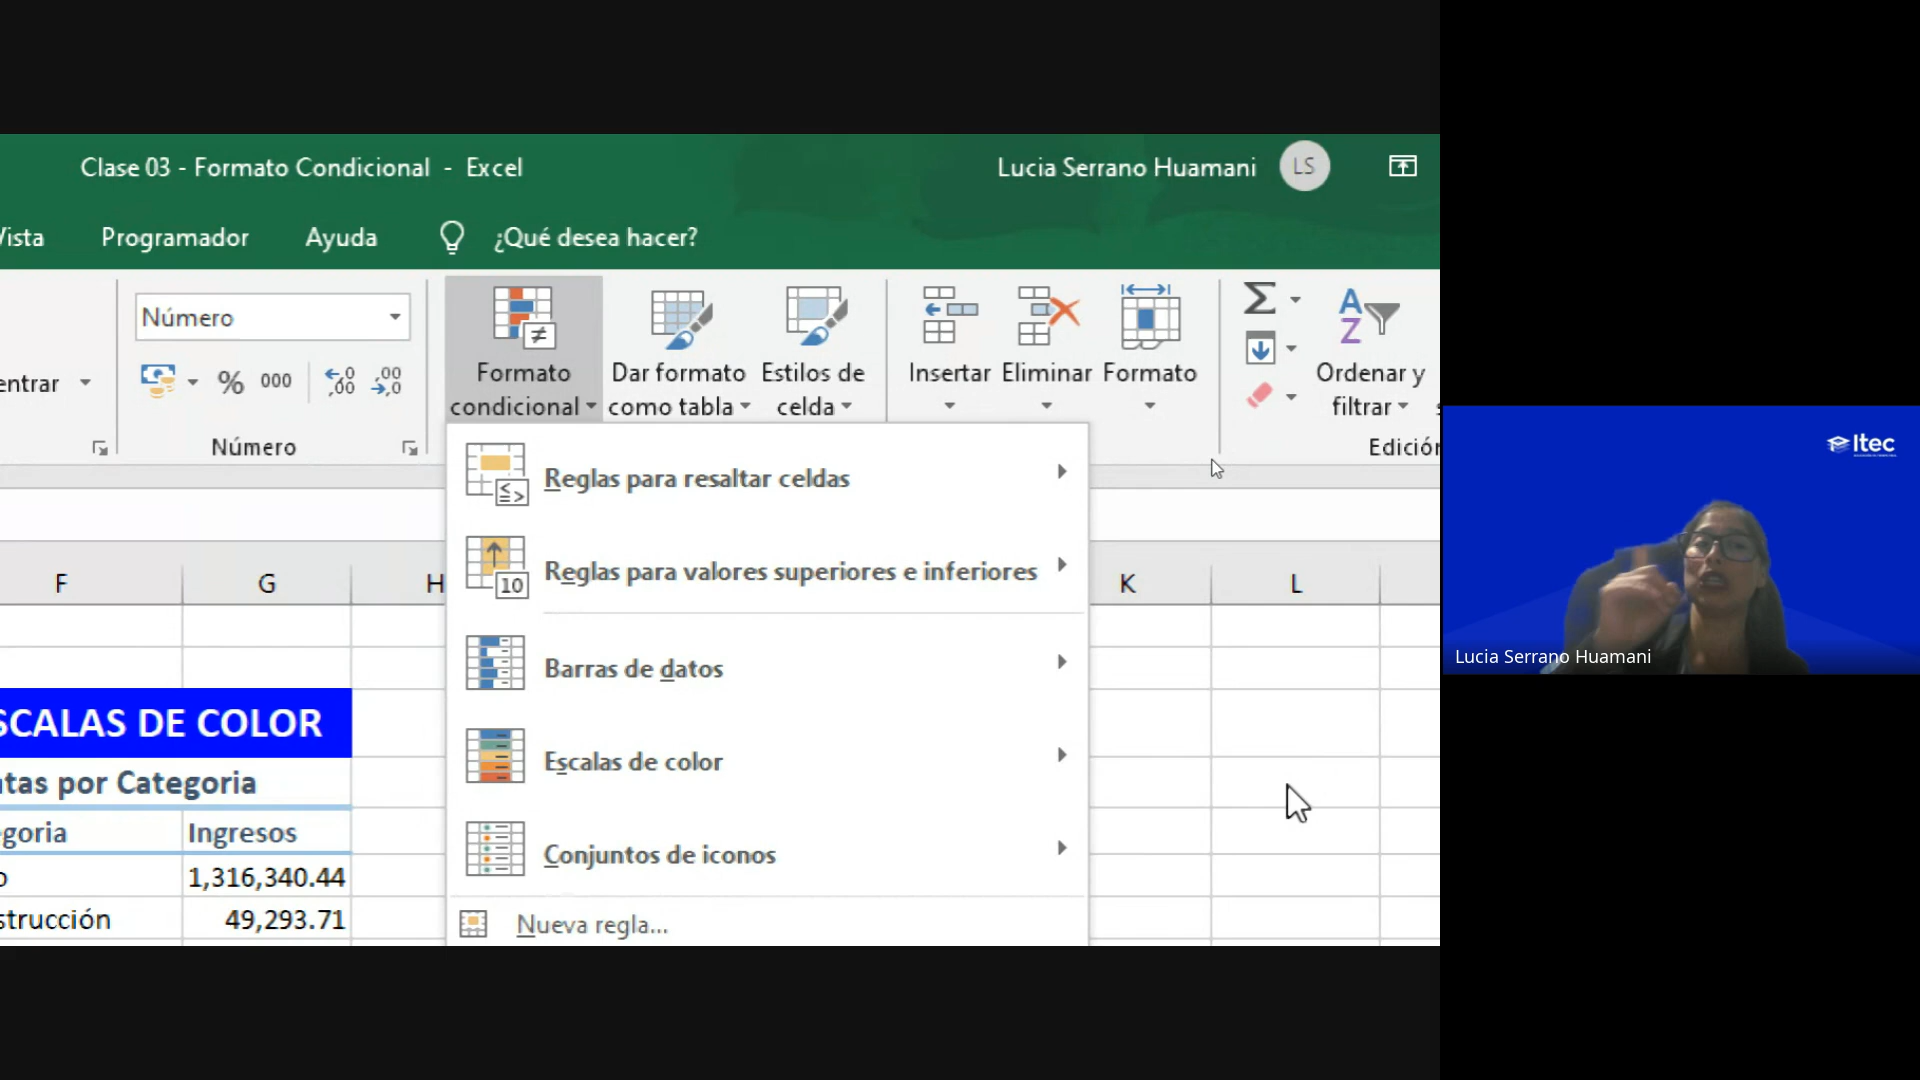 Clase 03 - Formato Condicional - Excel
Lucia Serrano Huamani
LS
Vista
Programador
Ayuda
¿Qué desea hacer?
entrar
Número
% 000
Número
Formato
condicional
Dar formato
como tabla
Estilos de
celda
Insertar
Eliminar
Formato
Ordenar y
filtrar
Edición
Reglas para resaltar celdas
Reglas para valores superiores e inferiores
Barras de datos
Escalas de color
Conjuntos de iconos
Nueva regla...
F G H K L
SCALAS DE COLOR
ntas por Categoria
goria Ingresos
o 1,316,340.44
strucción 49,293.71
Itec
Lucia Serrano Huamani